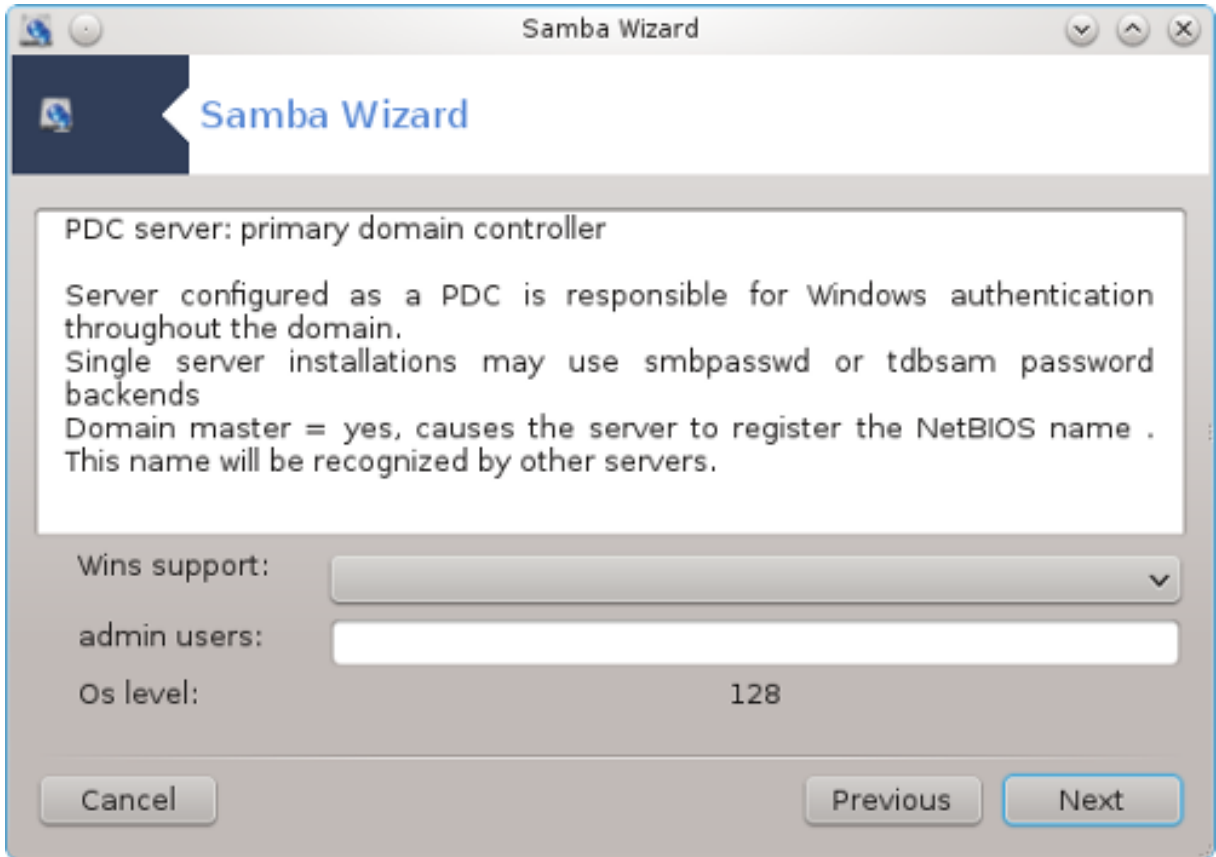 Samba Wizard
Samba Wizard
PDC server: primary domain controller
Server configured as a PDC is responsible for Windows authentication
throughout the domain.
Single server installations may use smbpasswd or tdbsam password
backends
Domain master = yes, causes the server to register the NetBIOS name .
This name will be recognized by other servers.
Wins support:
admin users:
Os level: 128
Cancel Previous Next